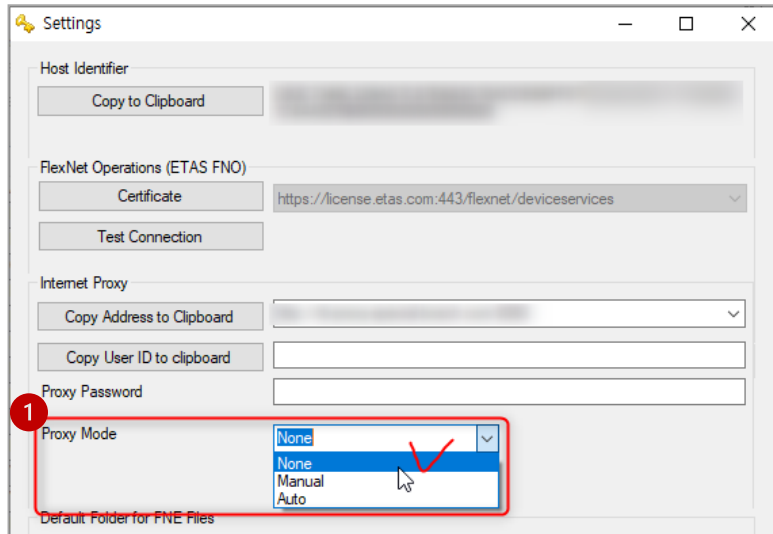 Settings
Host Identifier
Copy to Clipboard
FlexNet Operations (ETAS FNO)
Certificate
https://license.etas.com:443/flexnet/deviceservices
Test Connection
Internet Proxy
Copy Address to Clipboard
Copy User ID to clipboard
Proxy Password
1
Proxy Mode
None
None
Manual
Auto
Default Folder for FNE Files